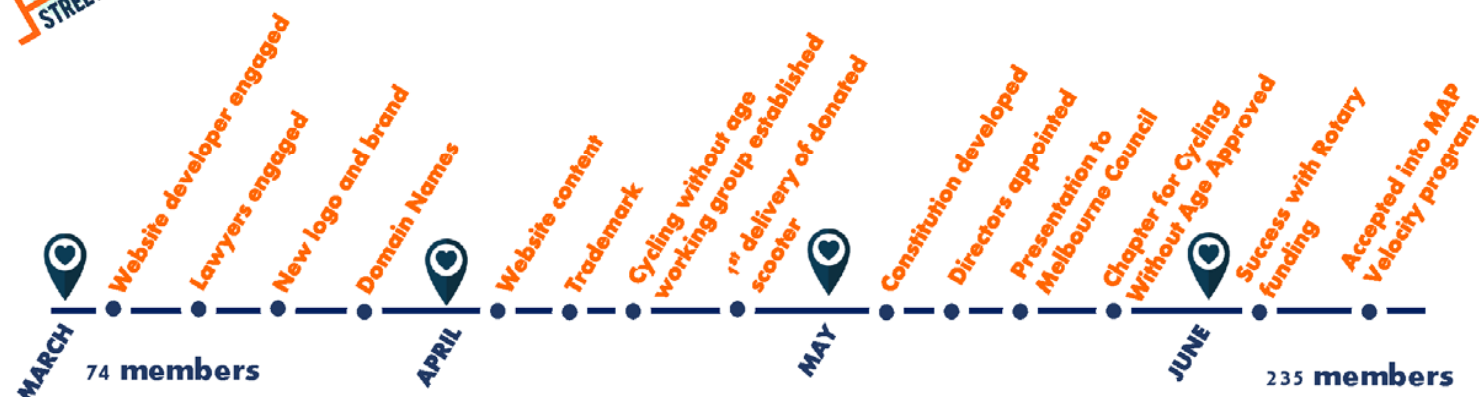 STREET
Website developer engaged
Lawyers engaged
New logo and brand
Domain Names
Website content
Trademark
Cycling without age
working group established
1st delivery of donated
scooter
Constitution developed
Directors appointed
Presentation to
Melbourne Council
Chapter for Cycling
Without Age Approved
Success with Rotary
funding
Accepted into MAP
Velocity program
MARCH
APRIL
MAY
JUNE
74 members
235 members